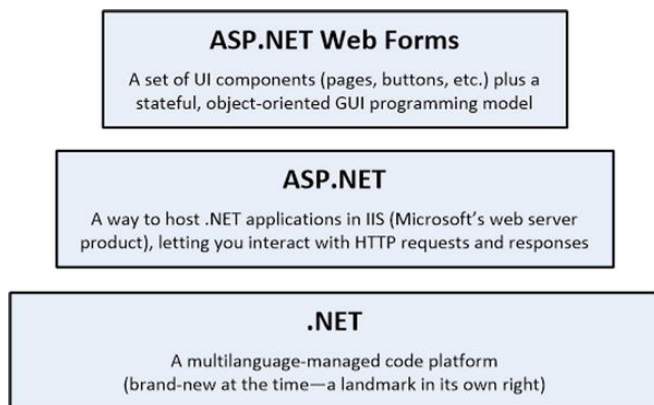 ASP.NET Web Forms
A set of UI components (pages, buttons, etc.) plus a
stateful, object-oriented GUI programming model
ASP.NET
A way to host .NET applications in IIS (Microsoft's web server
product), letting you interact with HTTP requests and responses
.NET
A multilanguage-managed code platform
(brand-new at the time—a landmark in its own right)